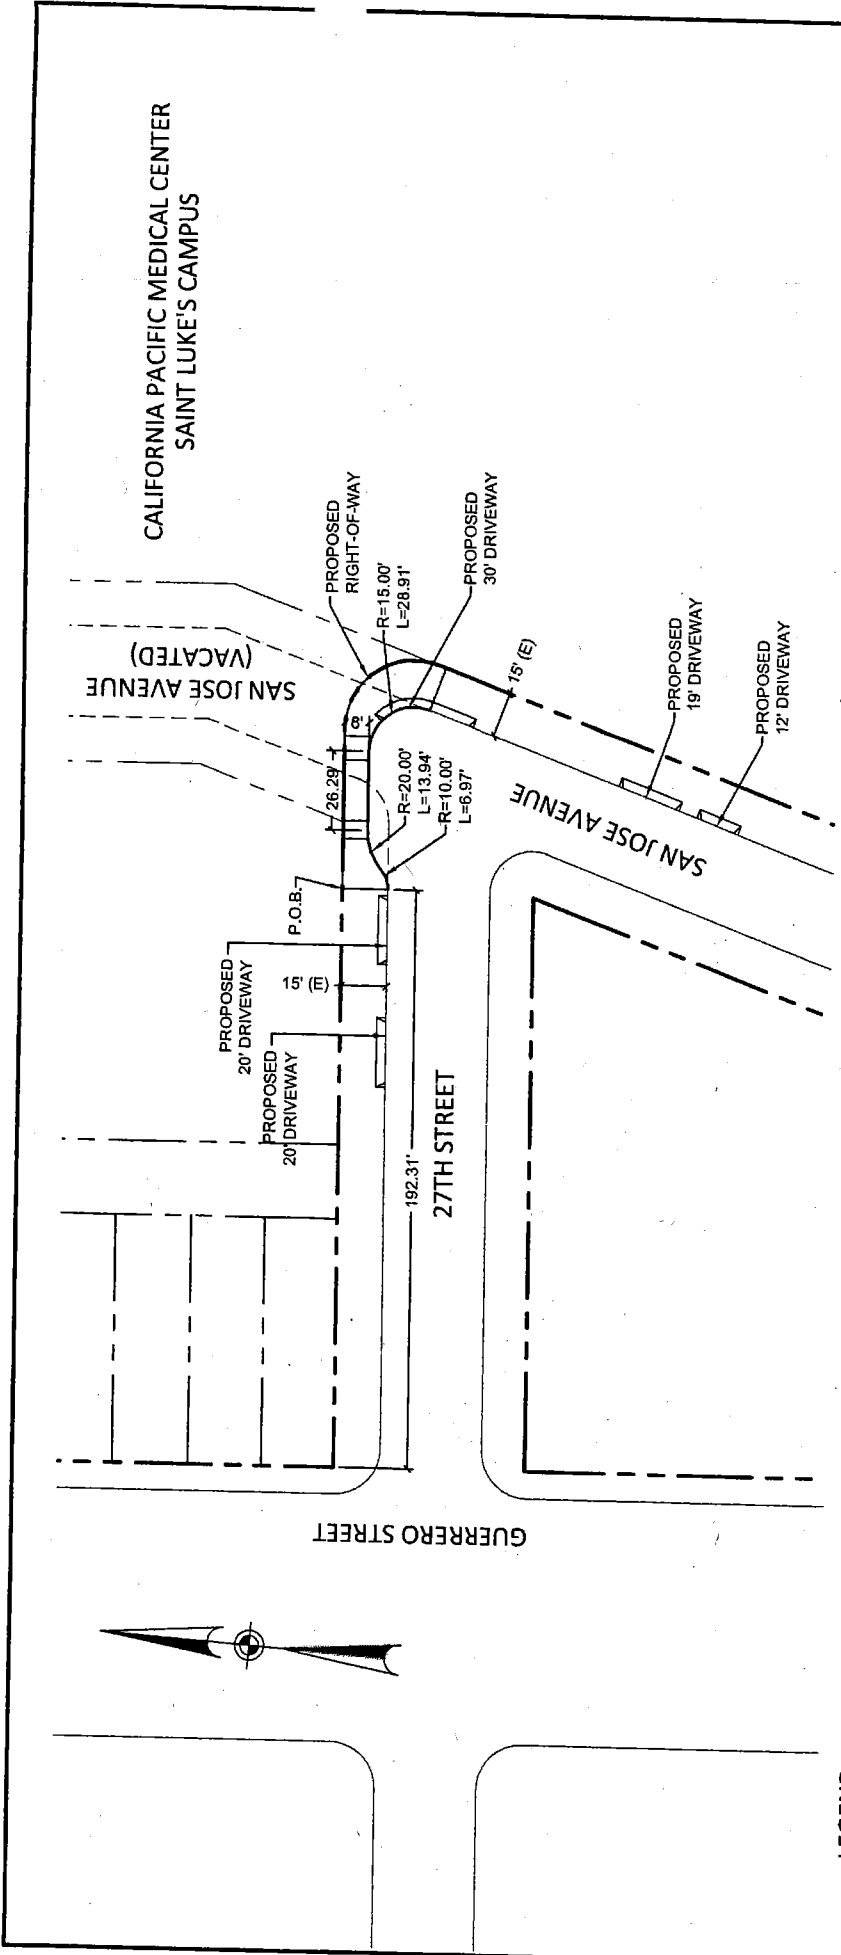 CALIFORNIA PACIFIC MEDICAL CENTER
SAINT LUKE'S CAMPUS
SAN JOSE AVENUE
(VACATED)
PROPOSED
RIGHT-OF-WAY
R=15.00'
L=28.91'
PROPOSED
30' DRIVEWAY
8'
26.29'
R=20.00'
L=13.94'
R=10.00'
L=6.97'
15' (E)
PROPOSED
19' DRIVEWAY
PROPOSED
12' DRIVEWAY
SAN JOSE AVENUE
P.O.B.
PROPOSED
20' DRIVEWAY
15' (E)
PROPOSED
20' DRIVEWAY
192.31'
27TH STREET
GUERRERO STREET